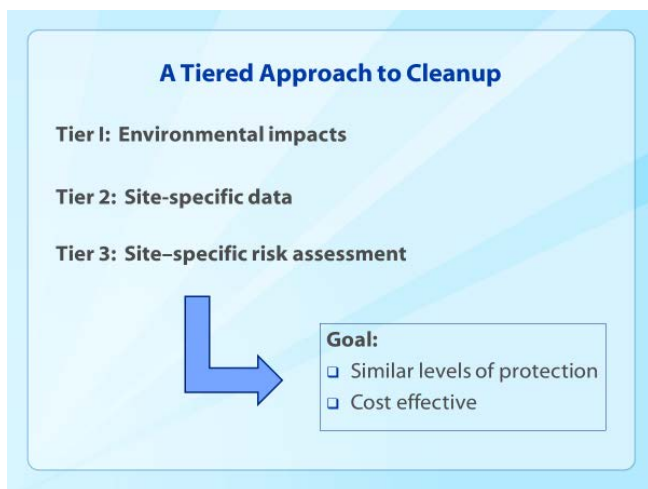 A Tiered Approach to Cleanup
Tier I: Environmental impacts
Tier 2: Site-specific data
Tier 3: Site–specific risk assessment
Goal:
❑ Similar levels of protection
❑ Cost effective